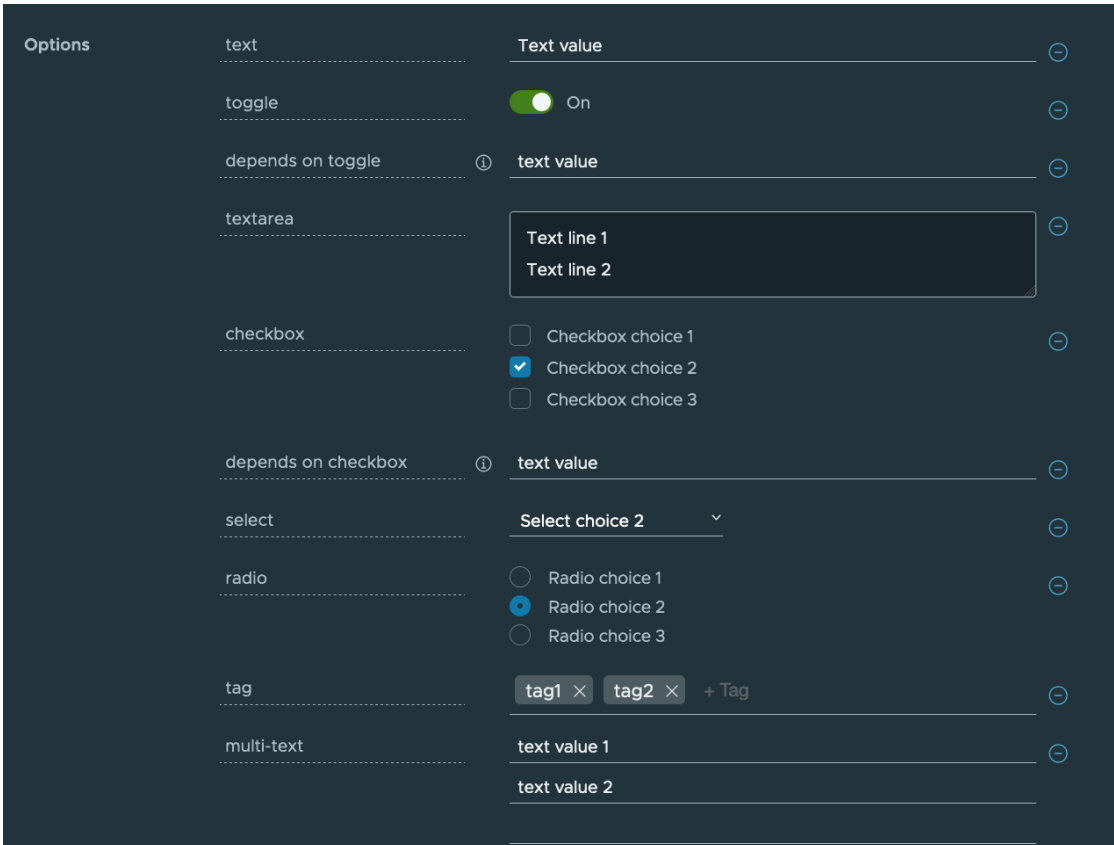 Options
text
Text value
toggle
On
depends on toggle
text value
textarea
Text line 1
Text line 2
checkbox
Checkbox choice 1
Checkbox choice 2
Checkbox choice 3
depends on checkbox
text value
select
Select choice 2
radio
Radio choice 1
Radio choice 2
Radio choice 3
tag
tag1
tag2
+ Tag
multi-text
text value 1
text value 2